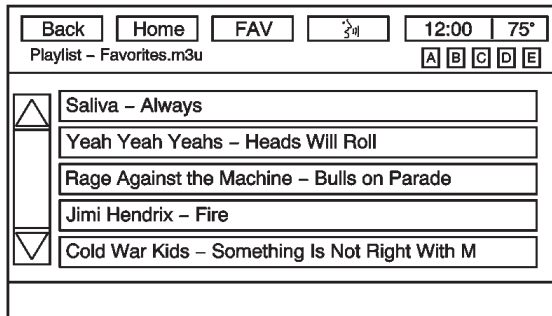 Back Home FAV 12:00 75°
Playlist – Favorites.m3u A B C D E
Saliva – Always
Yeah Yeah Yeahs – Heads Will Roll
Rage Against the Machine – Bulls on Parade
Jimi Hendrix – Fire
Cold War Kids – Something Is Not Right With M